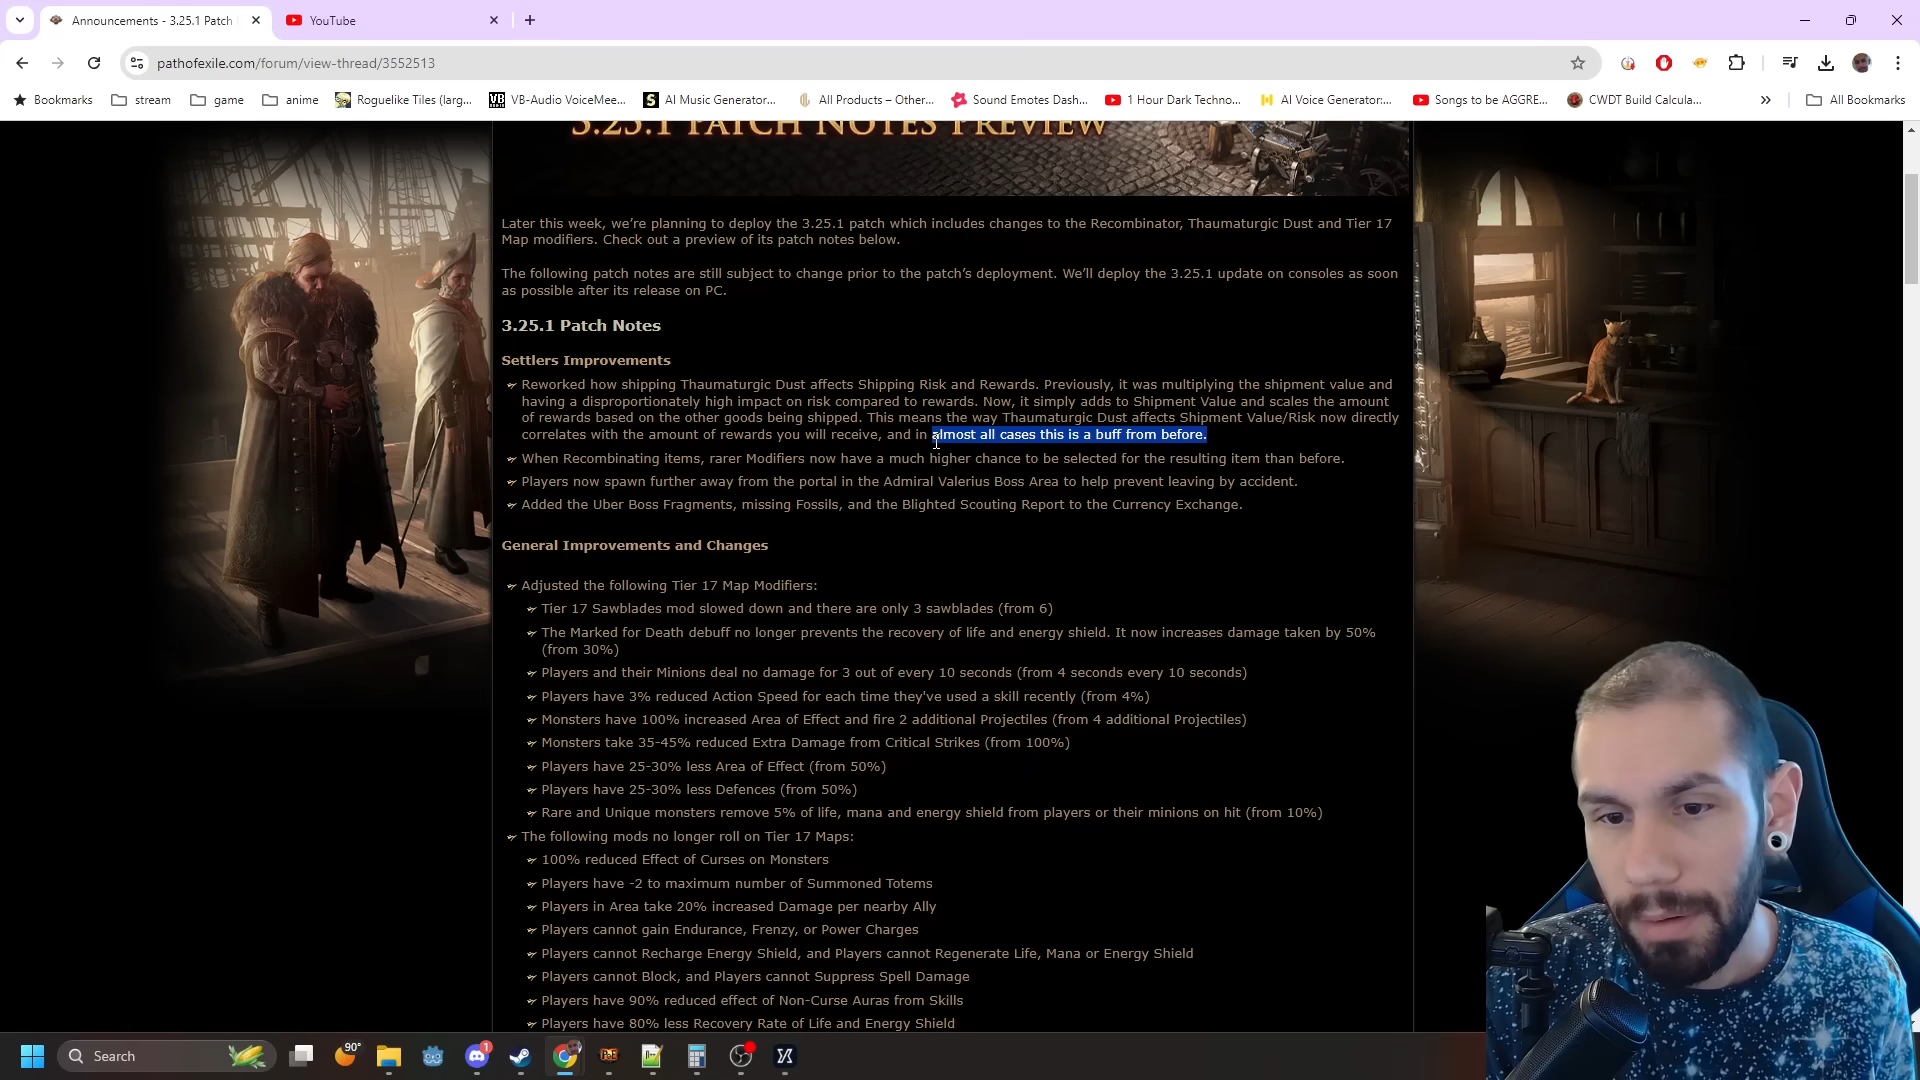 Announcements - 3.25.1 Patch
YouTube
pathofexile.com/forum/view-thread/3552513
Bookmarks
stream
game
anime
Roguelike Tiles (larg...
VB-Audio VoiceMee...
AI Music Generator...
All Products – Other...
Sound Emotes Dash...
1 Hour Dark Techno...
AI Voice Generator:...
Songs to be AGGRE...
CWDT Build Calcula...
All Bookmarks
3.25.1 PATCH NOTES PREVIEW
Later this week, we're planning to deploy the 3.25.1 patch which includes changes to the Recombinator, Thaumaturgic Dust and Tier 17
Map modifiers. Check out a preview of its patch notes below.
The following patch notes are still subject to change prior to the patch's deployment. We'll deploy the 3.25.1 update on consoles as soon
as possible after its release on PC.
3.25.1 Patch Notes
Settlers Improvements
Reworked how shipping Thaumaturgic Dust affects Shipping Risk and Rewards. Previously, it was multiplying the shipment value and
having a disproportionately high impact on risk compared to rewards. Now, it simply adds to Shipment Value and scales the amount
of rewards based on the other goods being shipped. This means the way Thaumaturgic Dust affects Shipment Value/Risk now directly
correlates with the amount of rewards you will receive, and in almost all cases this is a buff from before.
When Recombinating items, rarer Modifiers now have a much higher chance to be selected for the resulting item than before.
Players now spawn further away from the portal in the Admiral Valerius Boss Area to help prevent leaving by accident.
Added the Uber Boss Fragments, missing Fossils, and the Blighted Scouting Report to the Currency Exchange.
General Improvements and Changes
Adjusted the following Tier 17 Map Modifiers:
Tier 17 Sawblades mod slowed down and there are only 3 sawblades (from 6)
The Marked for Death debuff no longer prevents the recovery of life and energy shield. It now increases damage taken by 50%
(from 30%)
Players and their Minions deal no damage for 3 out of every 10 seconds (from 4 seconds every 10 seconds)
Players have 3% reduced Action Speed for each time they've used a skill recently (from 4%)
Monsters have 100% increased Area of Effect and fire 2 additional Projectiles (from 4 additional Projectiles)
Monsters take 35-45% reduced Extra Damage from Critical Strikes (from 100%)
Players have 25-30% less Area of Effect (from 50%)
Players have 25-30% less Defences (from 50%)
Rare and Unique monsters remove 5% of life, mana and energy shield from players or their minions on hit (from 10%)
The following mods no longer roll on Tier 17 Maps:
100% reduced Effect of Curses on Monsters
Players have -2 to maximum number of Summoned Totems
Players in Area take 20% increased Damage per nearby Ally
Players cannot gain Endurance, Frenzy, or Power Charges
Players cannot Recharge Energy Shield, and Players cannot Regenerate Life, Mana or Energy Shield
Players cannot Block, and Players cannot Suppress Spell Damage
Players have 90% reduced effect of Non-Curse Auras from Skills
Players have 80% less Recovery Rate of Life and Energy Shield
Search
90°
1